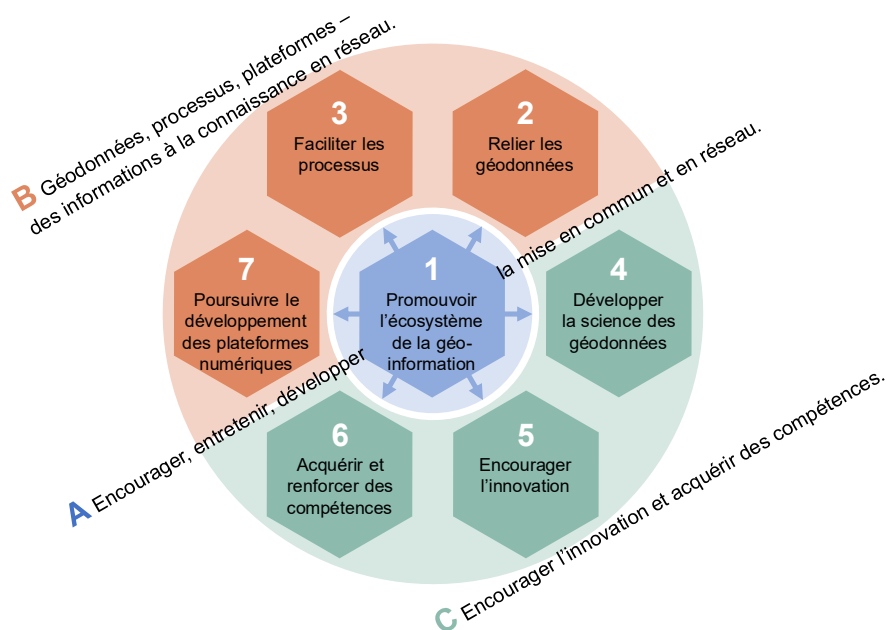 B Géodonnées, processus, plateformes –
des informations à la connaissance en réseau.
3
Faciliter les
processus
2
Relier les
géodonnées
7
Poursuivre le
développement
des plateformes
numériques
1
Promouvoir
l'écosystème
de la géo-
information
4
Développer
la science des
géodonnées
6
Acquérir et
renforcer des
compétences
5
Encourager
l'innovation
A Encourager, entretenir, développer
la mise en commun et en réseau.
C Encourager l'innovation et acquérir des compétences.